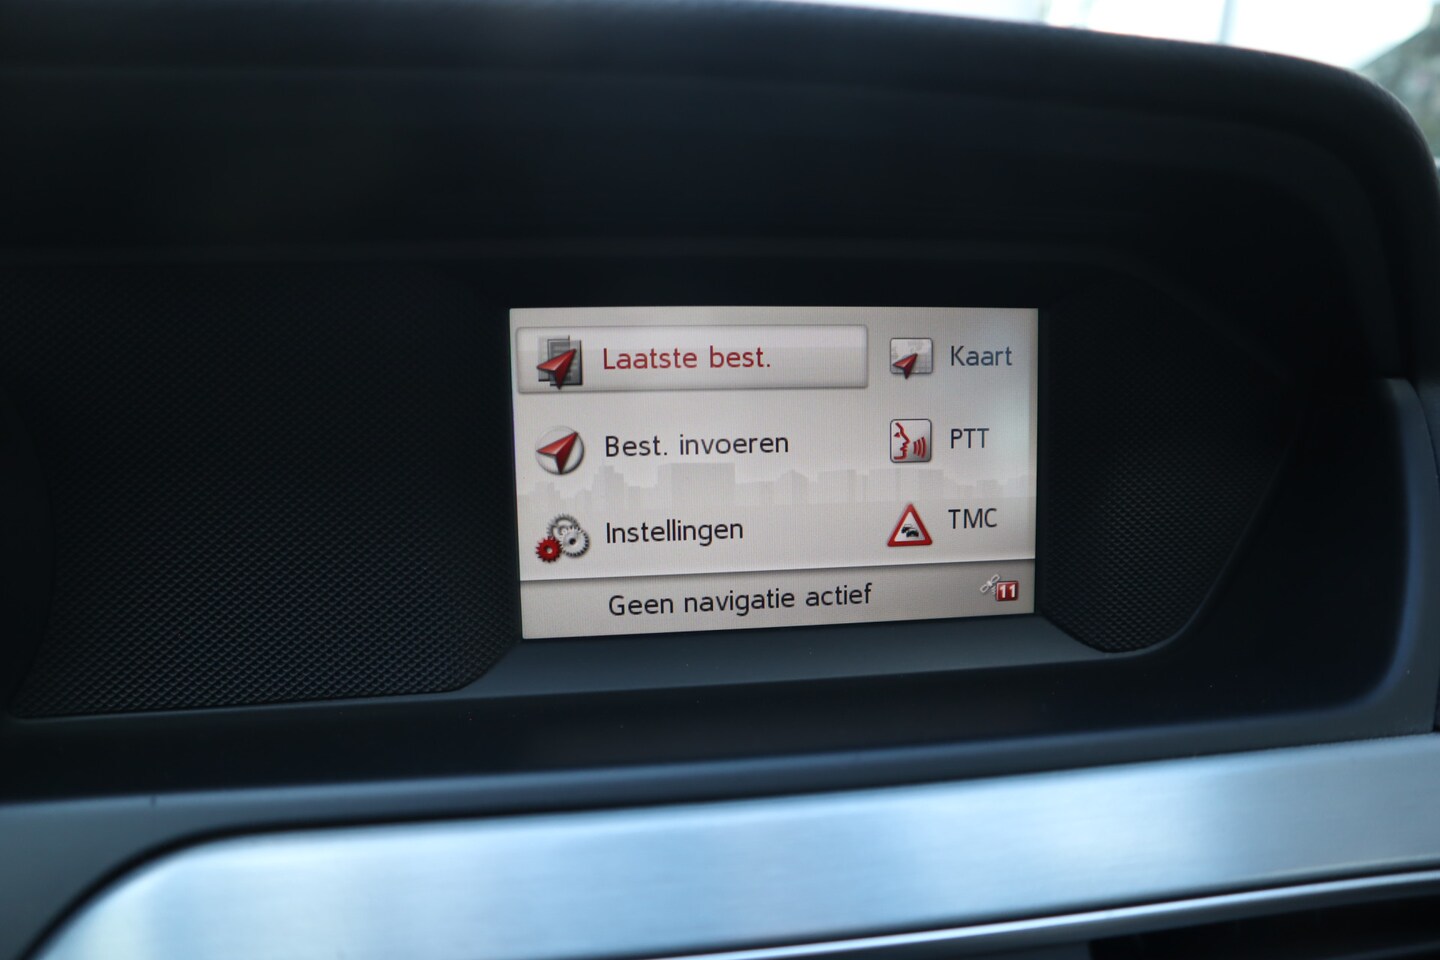 Laatste best.
Kaart
Best. invoeren
PTT
Instellingen
TMC
Geen navigatie actief
11